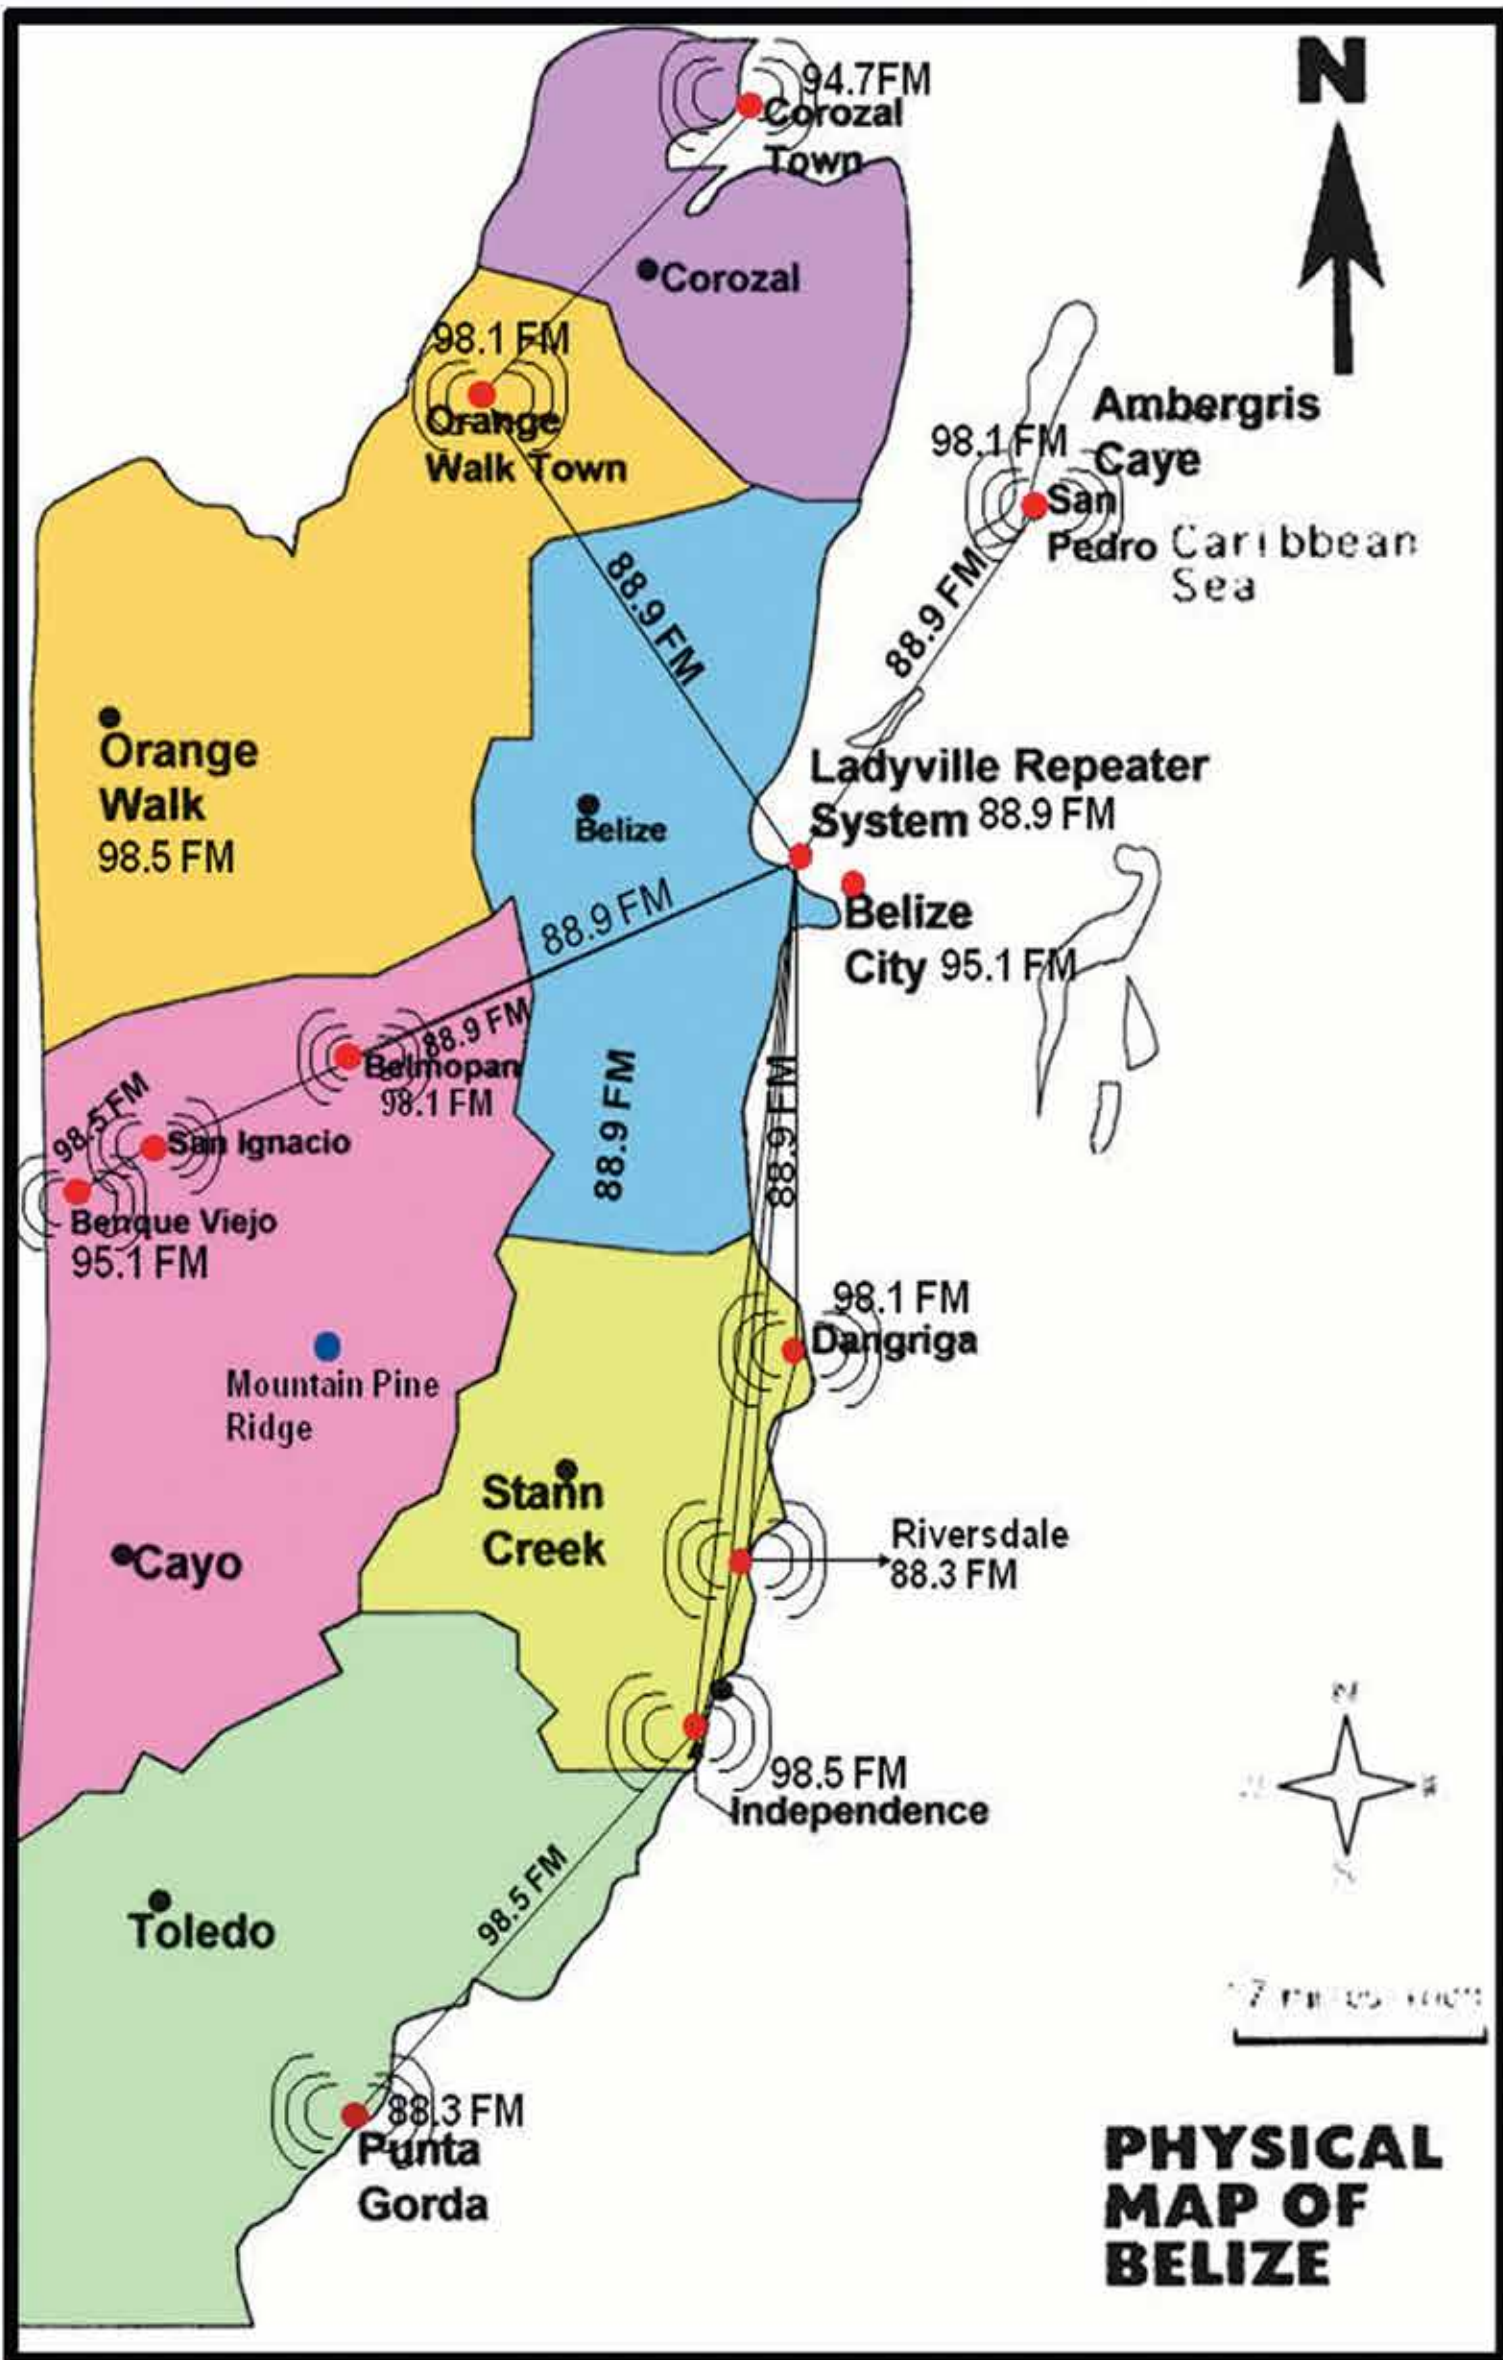 N
94.7FM
Corozal
Town
Corozal
98.1 FM
Orange
Walk Town
Ambergris
Caye
98.1 FM
San
Pedro
Caribbean
Sea
88.9 FM
88.9 FM
Orange
Walk
98.5 FM
Belize
Ladyville Repeater
System 88.9 FM
88.9 FM
Belize
City 95.1 FM
88.9 FM
Belmopan
98.1 FM
98.5 FM
San Ignacio
Benque Viejo
95.1 FM
88.9 FM
88.9 FM
98.1 FM
Dangriga
Mountain Pine
Ridge
Stann
Creek
Cayo
Riversdale
88.3 FM
98.5 FM
Independence
98.5 FM
Toledo
88.3 FM
Punta
Gorda
PHYSICAL
MAP OF
BELIZE